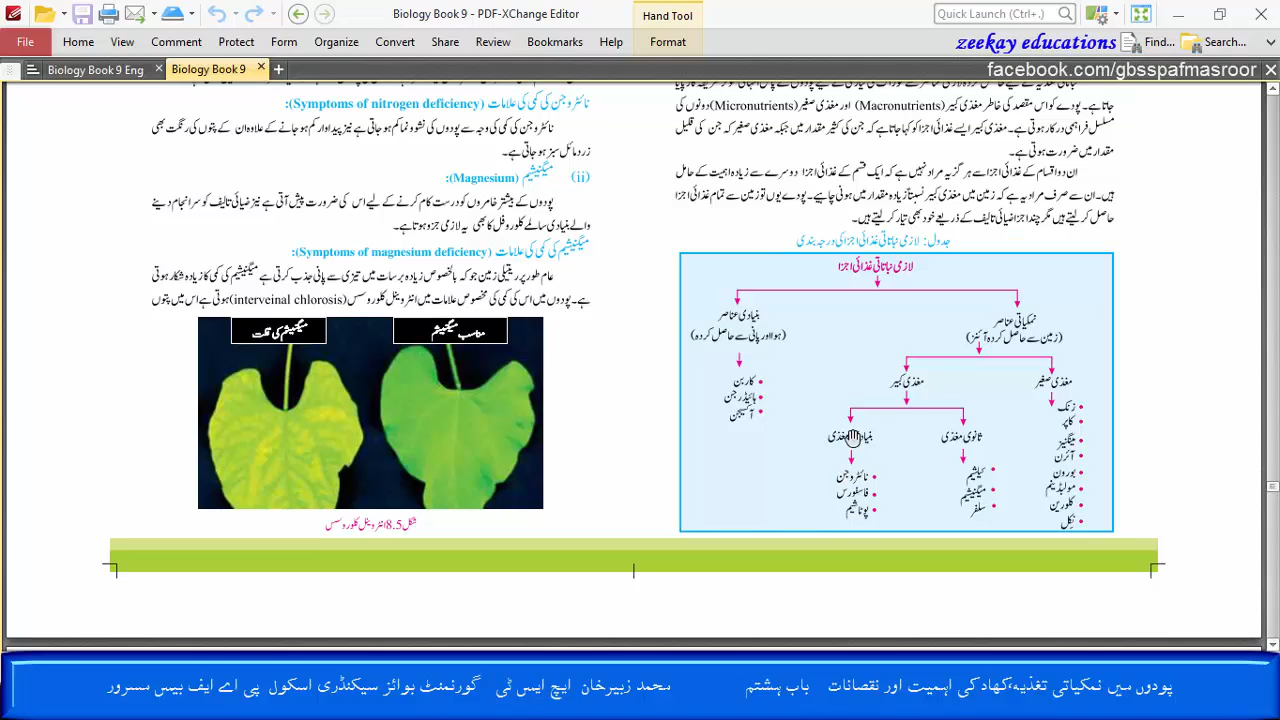 Biology Book 9 - PDF-XChange Editor
Hand Tool
Quick Launch (Ctrl+.)
File Home View Comment Protect Form Organize Convert Share Review Bookmarks Help Format
zeekay educations
Find...
Search...
Biology Book 9 Eng
Biology Book 9
facebook.com/gbsspafmasroor
جاتا ہے۔ پودے کو اس مقصد کی خاطر مغذی کبیر (Macronutrients) اور مغذی صغیر (Micronutrients) دونوں کی
مسلسل فراہمی درکار ہوتی ہے۔ مغذی کبیر ایسے غذائی اجزا کو کہا جاتا ہے کہ جن کی کثیر مقدار میں جبکہ مغذی صغیر کہ جن کی قلیل
مقدار میں ضرورت ہوتی ہے۔
ان دو اقسام کے غذائی اجزا سے ہرگز یہ مراد نہیں ہے کہ ایک قسم کے غذائی اجزا دوسرے سے زیادہ اہمیت کے حامل
ہیں۔ ان سے صرف مراد یہ ہے کہ زمین میں مغذی کبیر نسبتاً زیادہ مقدار میں ہونی چاہیے۔ پودے یوں تو زمین سے تمام غذائی اجزا
حاصل کر لیتے ہیں مگر چند اجزا ضیائی تالیف کے ذریعے خود بھی تیار کر لیتے ہیں۔
جدول: لازمی نباتاتی غذائی اجزا کی درجہ بندی
لازمی نباتاتی غذائی اجزا
نمکیاتی عناصر
(زمین سے حاصل کردہ آئنز)
بنیادی عناصر
(ہوا اور پانی سے حاصل کردہ)
مغذی صغیر
زنک
کاپر
مینگنیز
آئرن
بورون
مولبڈینم
کلورین
نکل
مغذی کبیر
ثانوی مغذی
کیلشیم
میگنیشیم
سلفر
مغذی
نائٹروجن
فاسفورس
پوٹاشیم
کاربن
ہائیڈرجن
آکسیجن
نائٹروجن کی کمی کی علامات (Symptoms of nitrogen deficiency):
نائٹروجن کی کمی کی وجہ سے پودوں کی نشوونما کم ہو جاتی ہے نیز پیداوار کم ہو جانے کے علاوہ ان کے پتوں کی رنگت بھی
زرد مائل سبز ہو جاتی ہے۔
(ii) میگنیشیم (Magnesium):
پودوں کے بیشتر خامروں کو درست کام کرنے کے لیے اس کی ضرورت پیش آتی ہے نیز ضیائی تالیف کو سرانجام دینے
والے بنیادی سالمے کلوروفل کا بھی یہ لازمی جزو ہوتا ہے۔
میگنیشیم کی کمی کی علامات (Symptoms of magnesium deficiency):
عام طور پر ریتیلی زمین جو کہ بالخصوص زیادہ برسات میں تیزی سے پانی جذب کرتی ہے میگنیشیم کی کمی کا زیادہ شکار ہوتی
ہے۔ پودوں میں اس کی کمی کی مخصوص علامات میں انٹروینل کلوروسس (interveinal chlorosis) ہوتی ہے اس میں پتوں
مناسب میگنیشیم
میگنیشیم کی قلت
شکل 8.5 انٹروینل کلوروسس
پودوں میں نمکیاتی تغذیہ، کھاد کی اہمیت اور نقصانات باب ہشتم محمد زبیر خان ایچ ایس ٹی گورنمنٹ بوائز سیکنڈری اسکول پی اے ایف بیس مسرور